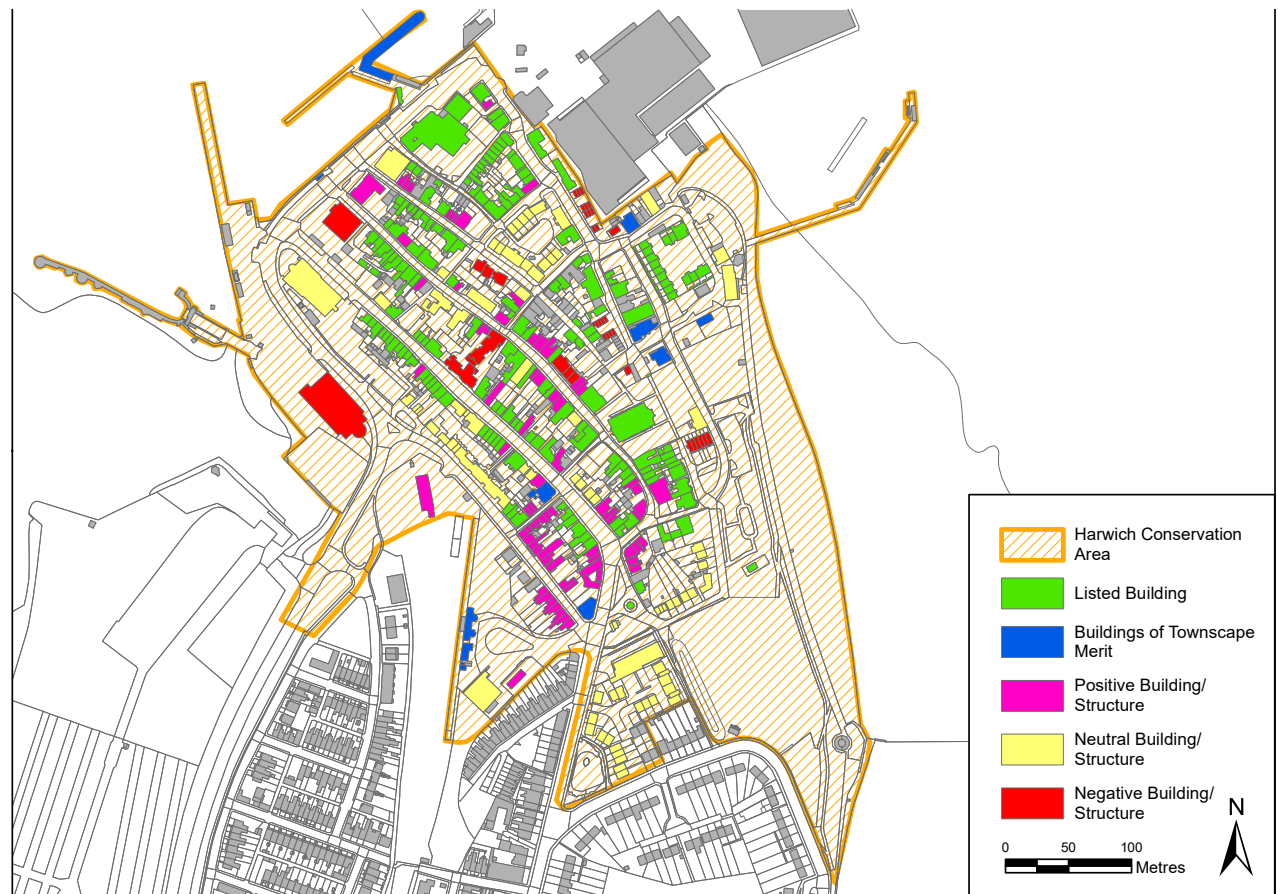 Harwich Conservation
Area
Listed Building
Buildings of Townscape
Merit
Positive Building/
Structure
Neutral Building/
Structure
Negative Building/
Structure
N
0 50 100
Metres